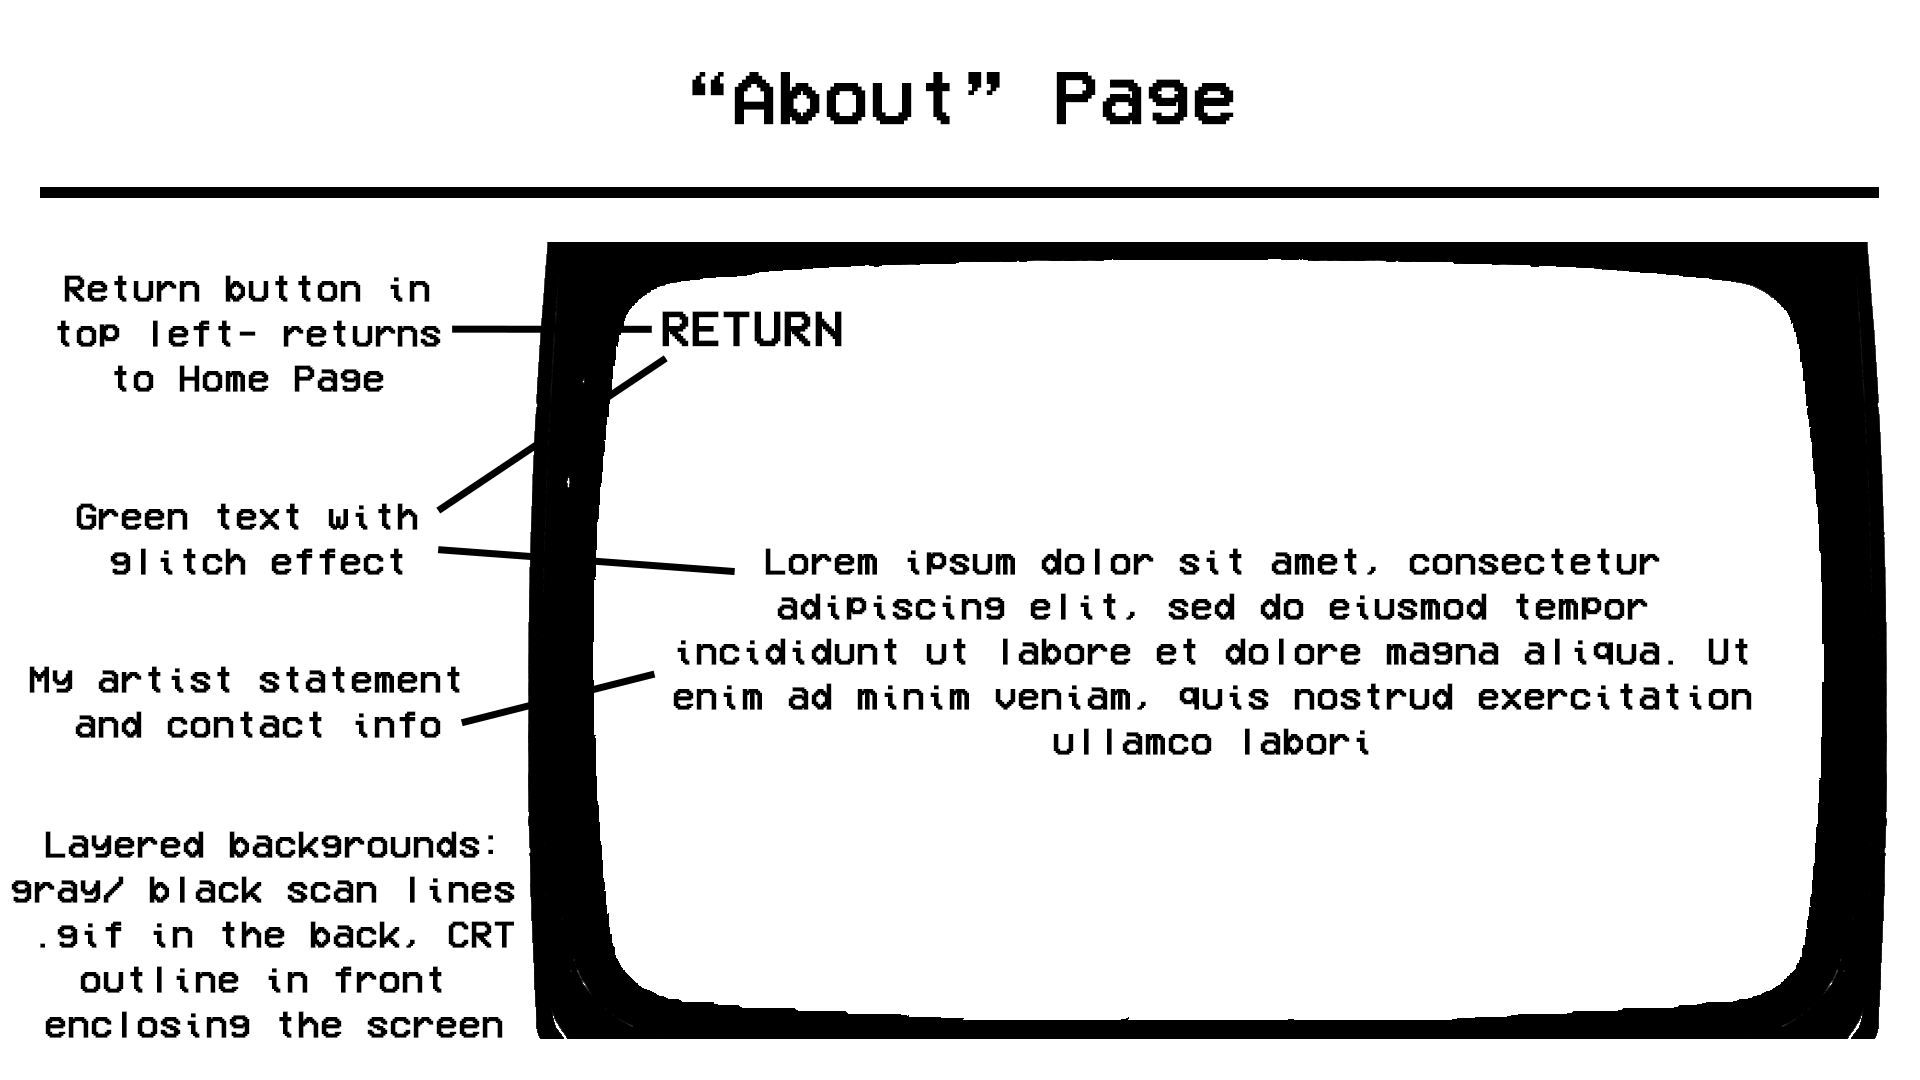 “About” Page
Return button in
top left- returns
to Home Page
RETURN
Green text with
glitch effect
Lorem ipsum dolor sit amet, consectetur
adipiscing elit, sed do eiusmod tempor
incididunt ut labore et dolore magna aliqua. Ut
enim ad minim veniam, quis nostrud exercitation
ullamco labori
My artist statement
and contact info
Layered backgrounds:
gray/ black scan lines
.gif in the back, CRT
outline in front
enclosing the screen